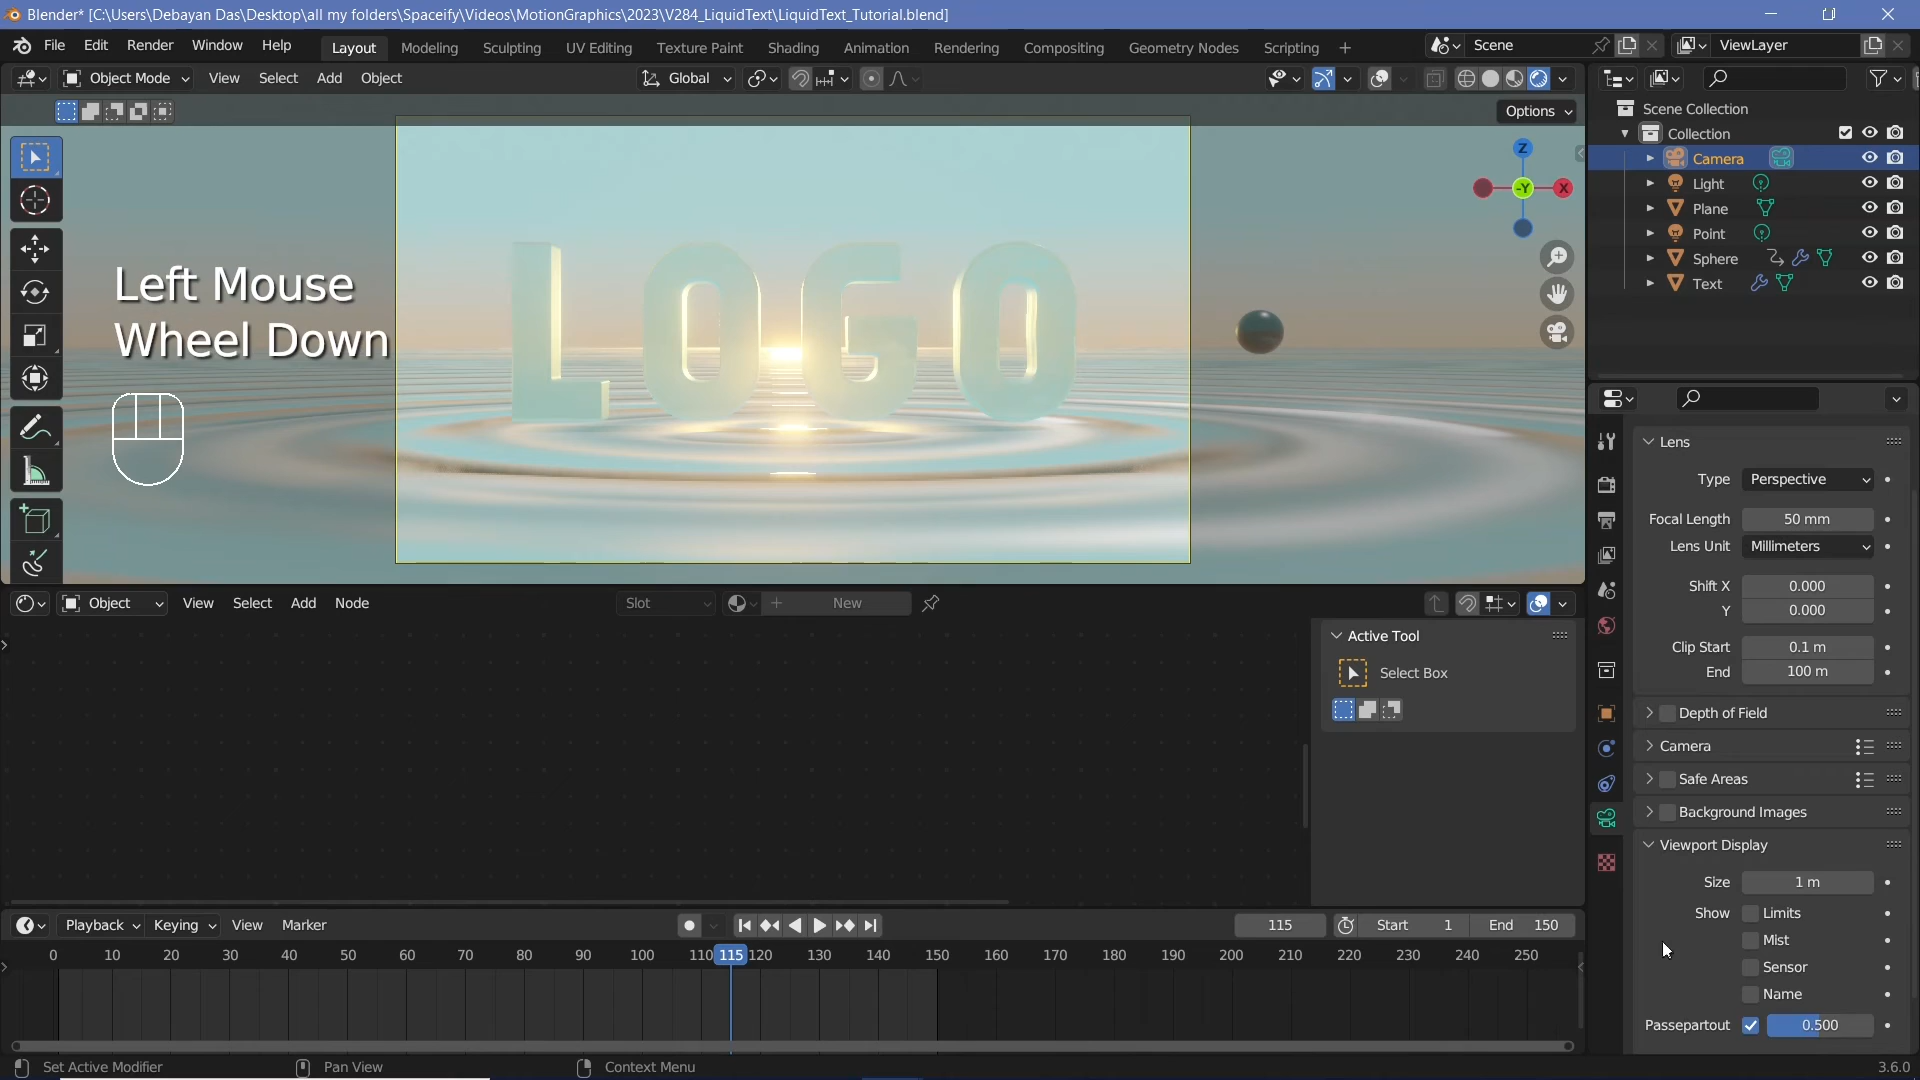 Blender* [C:\Users\Debayan Das\Desktop\all my folders\Spaceify\Videos\MotionGraphics\2023\V284_LiquidText\LiquidText_Tutorial.blend]
File Edit Render Window Help
Layout Modeling Sculpting UV Editing Texture Paint Shading Animation Rendering Compositing Geometry Nodes Scripting +
Scene
ViewLayer
Object Mode View Select Add Object
Global
Options
Scene Collection
Collection
Camera
Light
Plane
Point
Sphere
Text
Z
-Y
X
LOGO
Left Mouse
Wheel Down
Lens
Type Perspective
Focal Length 50 mm
Lens Unit Millimeters
Shift X 0.000
Y 0.000
Clip Start 0.1 m
End 100 m
Depth of Field
Camera
Safe Areas
Background Images
Viewport Display
Size 1 m
Show Limits
Mist
Sensor
Name
Passepartout 0.500
Object View Select Add Node
Slot
New
Active Tool
Select Box
Playback Keying View Marker
115
Start 1
End 150
0 10 20 30 40 50 60 70 80 90 100 110 115 120 130 140 150 160 170 180 190 200 210 220 230 240 250
Set Active Modifier
Pan View
Context Menu
3.6.0